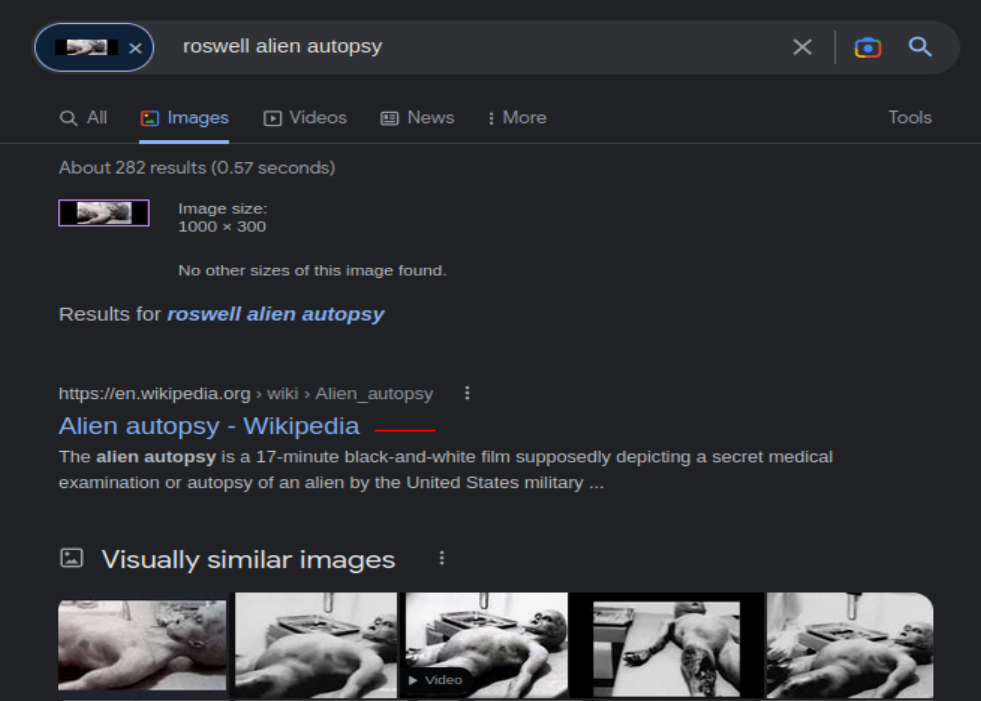 roswell alien autopsy
All Images Videos News More Tools
About 282 results (0.57 seconds)
Image size:
1000 × 300
No other sizes of this image found.
Results for roswell alien autopsy
https://en.wikipedia.org › wiki › Alien_autopsy
Alien autopsy - Wikipedia
The alien autopsy is a 17-minute black-and-white film supposedly depicting a secret medical
examination or autopsy of an alien by the United States military ...
Visually similar images
Video